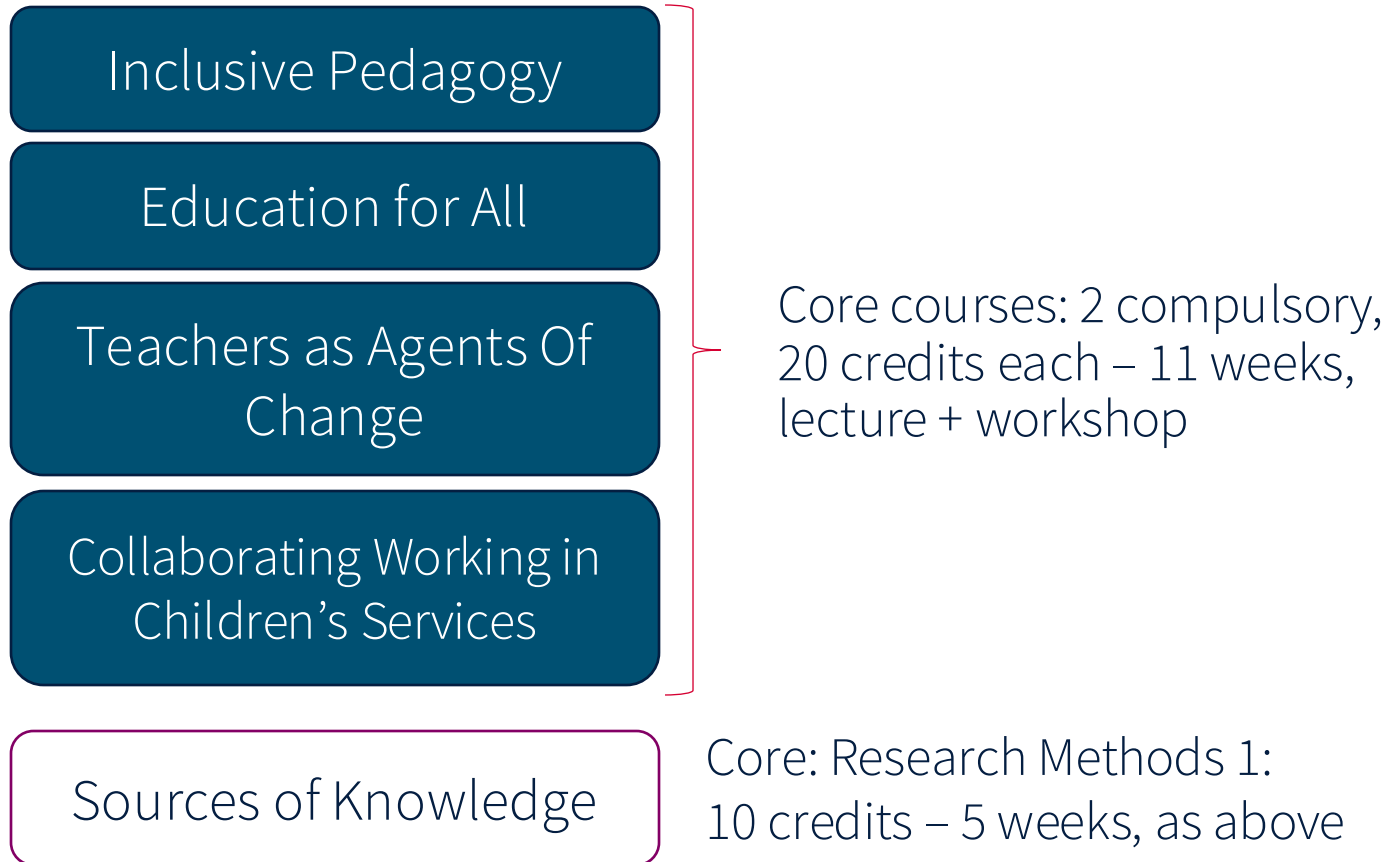 Inclusive Pedagogy
Education for All
Teachers as Agents Of
Change
Collaborating Working in
Children’s Services
Core courses: 2 compulsory,
20 credits each – 11 weeks,
lecture + workshop
Sources of Knowledge
Core: Research Methods 1:
10 credits – 5 weeks, as above